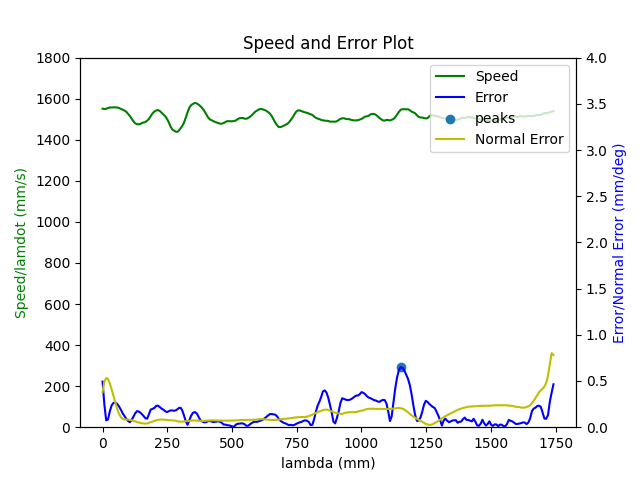 Speed and Error Plot
1800
1600
1400
1200
1000
800
600
400
200
0
Speed/lamdot (mm/s)
4.0
3.5
3.0
2.5
2.0
1.5
1.0
0.5
0.0
Error/Normal Error (mm/deg)
Speed
Error
peaks
Normal Error
0 250 500 750 1000 1250 1500 1750
lambda (mm)